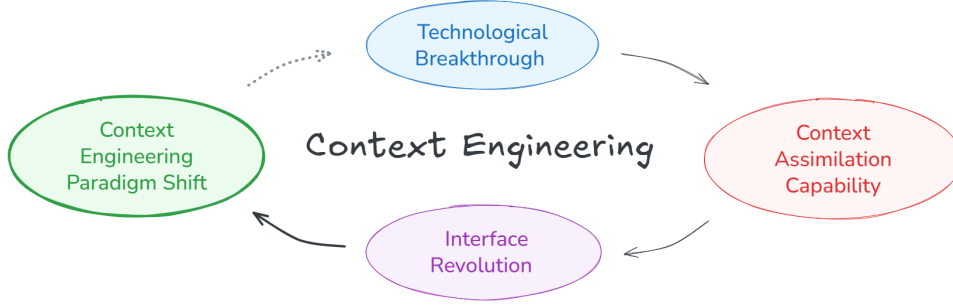 Technological
Breakthrough
Context
Engineering
Paradigm Shift
Context Engineering
Context
Assimilation
Capability
Interface
Revolution